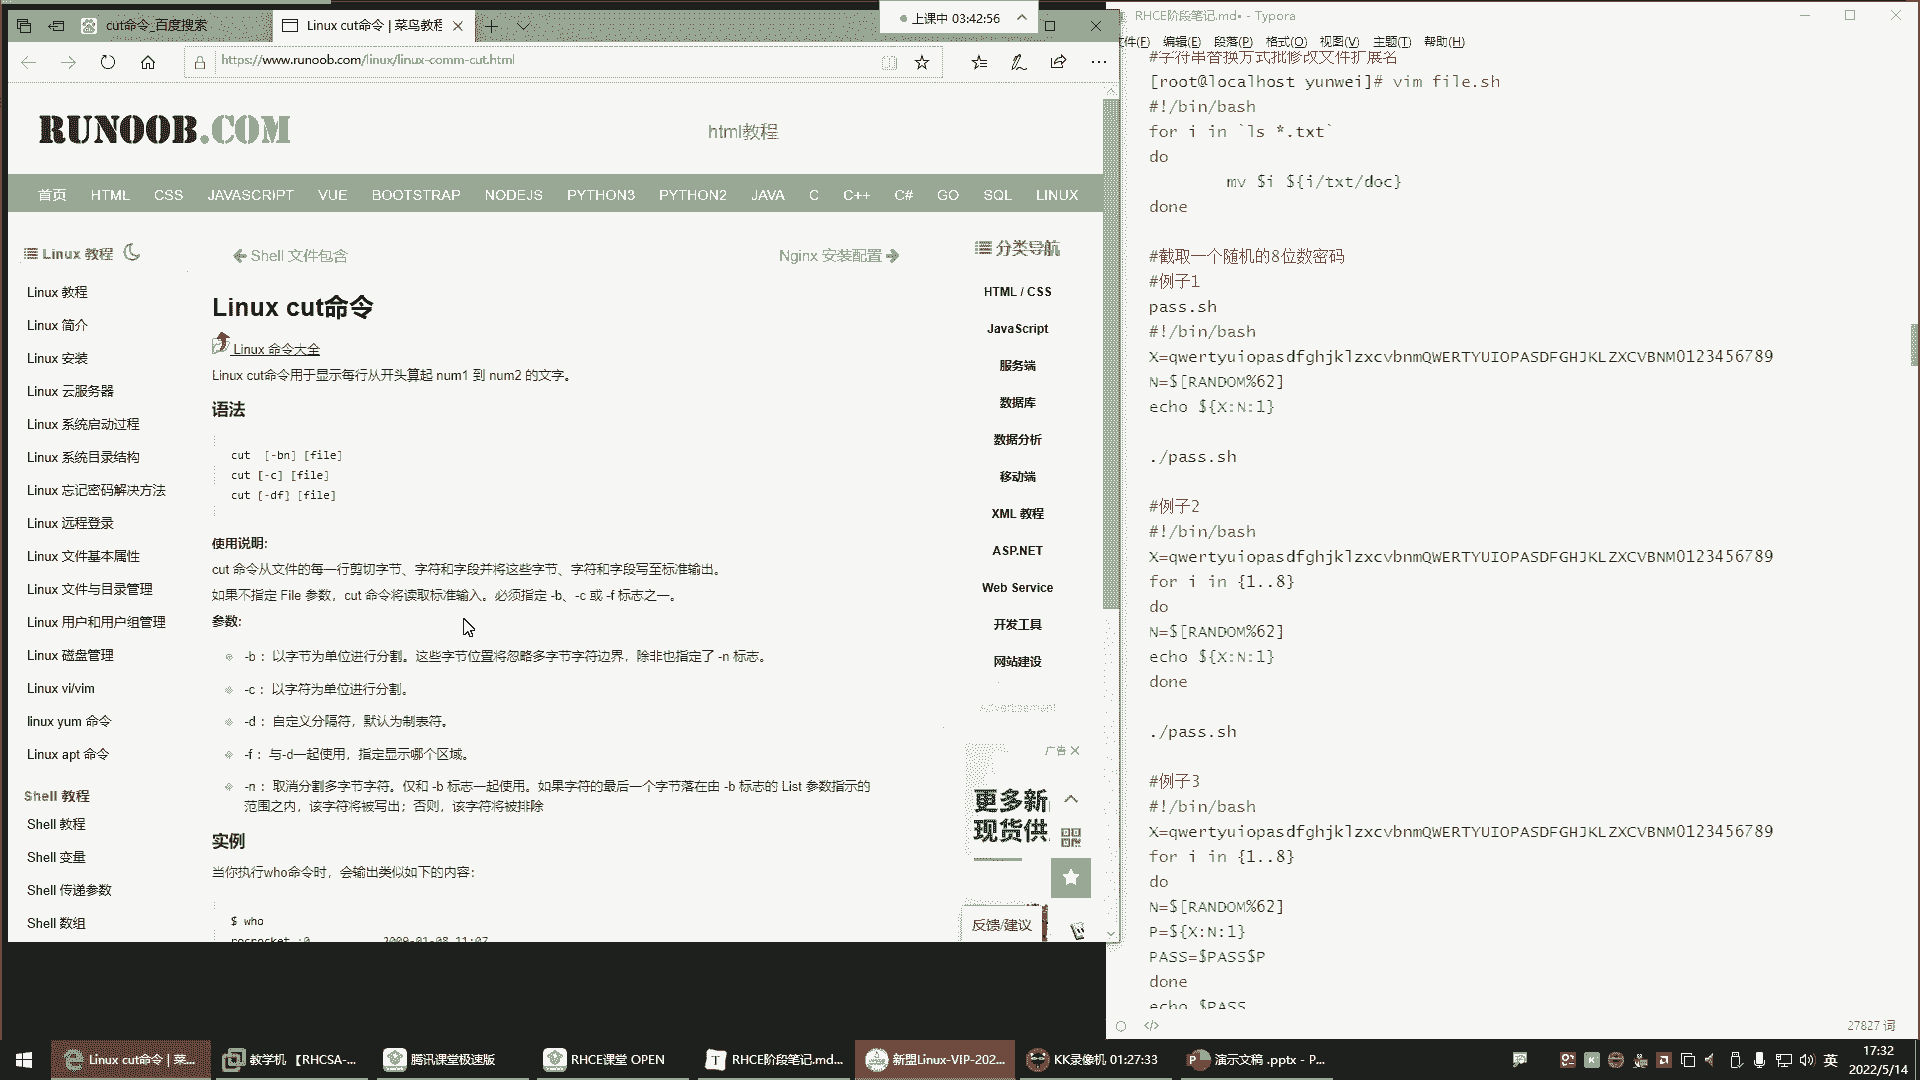 cut命令_百度搜索
Linux cut命令 | 菜鸟教程
上课中 03:42:56
https://www.runoob.com/linux/linux-comm-cut.html
RUNOOB.COM
html教程
首页 HTML CSS JAVASCRIPT VUE BOOTSTRAP NODEJS PYTHON3 PYTHON2 JAVA C C++ C# GO SQL LINUX
Linux 教程
Linux 教程
Linux 简介
Linux 安装
Linux 云服务器
Linux 系统启动过程
Linux 系统目录结构
Linux 忘记密码解决方法
Linux 远程登录
Linux 文件基本属性
Linux 文件与目录管理
Linux 用户和用户组管理
Linux 磁盘管理
Linux vi/vim
linux yum 命令
Linux apt 命令
Shell 教程
Shell 教程
Shell 变量
Shell 传递参数
Shell 数组
Shell 文件包含
Nginx 安装配置
Linux cut命令
Linux 命令大全
Linux cut命令用于显示每行从开头算起 num1 到 num2 的文字。
语法
cut  [-bn] [file]
cut [-c] [file]
cut [-df] [file]
使用说明:
cut 命令从文件的每一行剪切字节、字符和字段并将这些字节、字符和字段写至标准输出。
如果不指定 File 参数，cut 命令将读取标准输入。必须指定 -b、-c 或 -f 标志之一。
参数:
-b ：以字节为单位进行分割。这些字节位置将忽略多字节字符边界，除非也指定了 -n 标志。
-c ：以字符为单位进行分割。
-d ：自定义分隔符，默认为制表符。
-f ：与-d一起使用，指定显示哪个区域。
-n ：取消分割多字节字符。仅和 -b 标志一起使用。如果字符的最后一个字节落在由 -b 标志的 List 参数指示的
范围之内，该字符将被写出；否则，该字符将被排除
实例
当你执行who命令时，会输出类似如下的内容：
$ who
rocrocket :0 2009-01-08 11:07
分类导航
HTML / CSS
JavaScript
服务端
数据库
数据分析
移动端
XML 教程
ASP.NET
Web Service
开发工具
网站建设
Advertisement
广告
更多新
现货供
反馈/建议
RHCE阶段笔记.md• - Typora
文件(F) 编辑(E) 段落(P) 格式(O) 视图(V) 主题(T) 帮助(H)
#字符串替换方式批修改文件扩展名
[root@localhost yunwei]# vim file.sh
#!/bin/bash
for i in `ls *.txt`
do
mv $i ${i/txt/doc}
done
#截取一个随机的8位数密码
#例子1
pass.sh
#!/bin/bash
X=qwertyuiopasdfghjklzxcvbnmQWERTYUIOPASDFGHJKLZXCVBNM0123456789
N=$[RANDOM%62]
echo ${X:N:1}
./pass.sh
#例子2
#!/bin/bash
X=qwertyuiopasdfghjklzxcvbnmQWERTYUIOPASDFGHJKLZXCVBNM0123456789
for i in {1..8}
do
N=$[RANDOM%62]
echo ${X:N:1}
done
./pass.sh
#例子3
#!/bin/bash
X=qwertyuiopasdfghjklzxcvbnmQWERTYUIOPASDFGHJKLZXCVBNM0123456789
for i in {1..8}
do
N=$[RANDOM%62]
P=${X:N:1}
PASS=$PASS$P
done
echo $PASS
27827 词
Linux cut命令 | 菜...
教学机 【RHCSA-...
腾讯课堂极速版
RHCE课堂 OPEN
RHCE阶段笔记.md...
新盟Linux-VIP-202...
KK录像机 01:27:33
演示文稿 .pptx - P...
英
17:32
2022/5/14